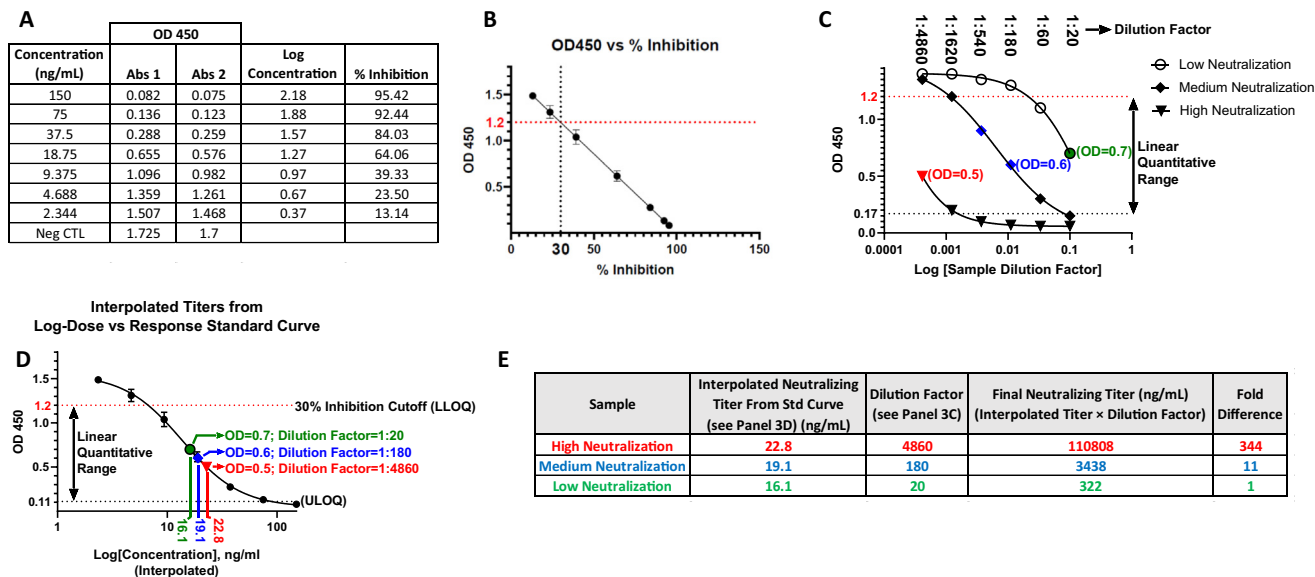 A
OD 450
Concentration (ng/mL) Abs 1 Abs 2 Log Concentration % Inhibition
150 0.082 0.075 2.18 95.42
75 0.136 0.123 1.88 92.44
37.5 0.288 0.259 1.57 84.03
18.75 0.655 0.576 1.27 64.06
9.375 1.096 0.982 0.97 39.33
4.688 1.359 1.261 0.67 23.50
2.344 1.507 1.468 0.37 13.14
Neg CTL 1.725 1.7
B
OD450 vs % Inhibition
OD 450
1.5
1.2
1.0
0.5
0 30 50 100 150
% Inhibition
C
1:4860 1:1620 1:540 1:180 1:60 1:20
Dilution Factor
Low Neutralization
Medium Neutralization
High Neutralization
OD 450
1.2
1.0
0.5
0.17
0.0
(OD=0.7)
(OD=0.6)
(OD=0.5)
Linear
Quantitative
Range
0.0001 0.001 0.01 0.1 1
Log [Sample Dilution Factor]
Interpolated Titers from
Log-Dose vs Response Standard Curve
D
OD 450
1.5
1.2
1.0
0.5
0.11
30% Inhibition Cutoff (LLOQ)
Linear
Quantitative
Range
OD=0.7; Dilution Factor=1:20
OD=0.6; Dilution Factor=1:180
OD=0.5; Dilution Factor=1:4860
(ULOQ)
1 10 100
16.1 19.1 22.8
Log[Concentration], ng/ml
(Interpolated)
E
Sample Interpolated Neutralizing Titer From Std Curve (see Panel 3D) (ng/mL) Dilution Factor (see Panel 3C) Final Neutralizing Titer (ng/mL) (Interpolated Titer × Dilution Factor) Fold Difference
High Neutralization 22.8 4860 110808 344
Medium Neutralization 19.1 180 3438 11
Low Neutralization 16.1 20 322 1